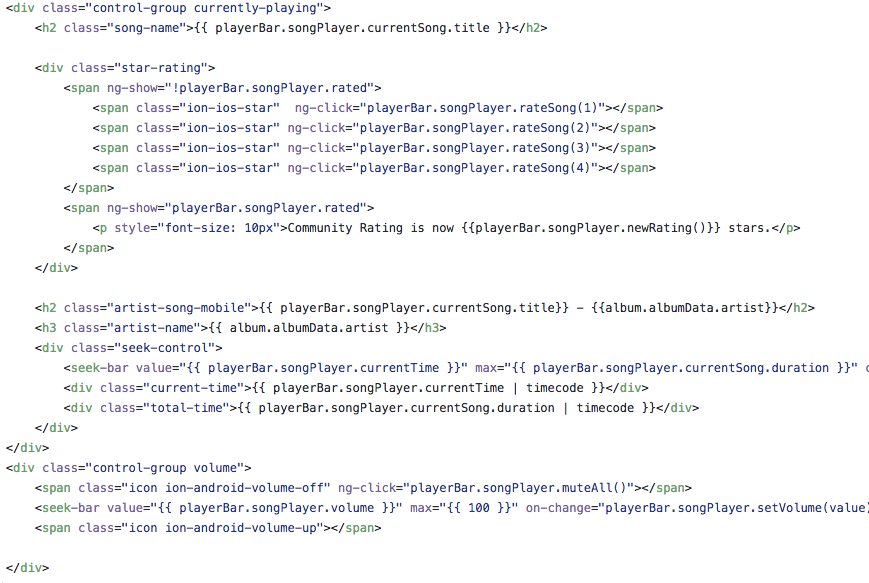 <div class="control-group currently-playing">
    <h2 class="song-name">{{ playerBar.songPlayer.currentSong.title }}</h2>

    <div class="star-rating">
        <span ng-show="!playerBar.songPlayer.rated">
            <span class="ion-ios-star"  ng-click="playerBar.songPlayer.rateSong(1)"></span>
            <span class="ion-ios-star" ng-click="playerBar.songPlayer.rateSong(2)"></span>
            <span class="ion-ios-star" ng-click="playerBar.songPlayer.rateSong(3)"></span>
            <span class="ion-ios-star" ng-click="playerBar.songPlayer.rateSong(4)"></span>
        </span>
        <span ng-show="playerBar.songPlayer.rated">
            <p style="font-size: 10px">Community Rating is now {{playerBar.songPlayer.newRating()}} stars.</p>
        </span>
    </div>

    <h2 class="artist-song-mobile">{{ playerBar.songPlayer.currentSong.title}} - {{album.albumData.artist}}</h2>
    <h3 class="artist-name">{{ album.albumData.artist }}</h3>
    <div class="seek-control">
        <seek-bar value="{{ playerBar.songPlayer.currentTime }}" max="{{ playerBar.songPlayer.currentSong.duration }}"
        <div class="current-time">{{ playerBar.songPlayer.currentTime | timecode }}</div>
        <div class="total-time">{{ playerBar.songPlayer.currentSong.duration | timecode }}</div>
    </div>
</div>
<div class="control-group volume">
    <span class="icon ion-android-volume-off" ng-click="playerBar.songPlayer.muteAll()"></span>
    <seek-bar value="{{ playerBar.songPlayer.volume }}" max="{{ 100 }}" on-change="playerBar.songPlayer.setVolume(value)
    <span class="icon ion-android-volume-up"></span>

</div>